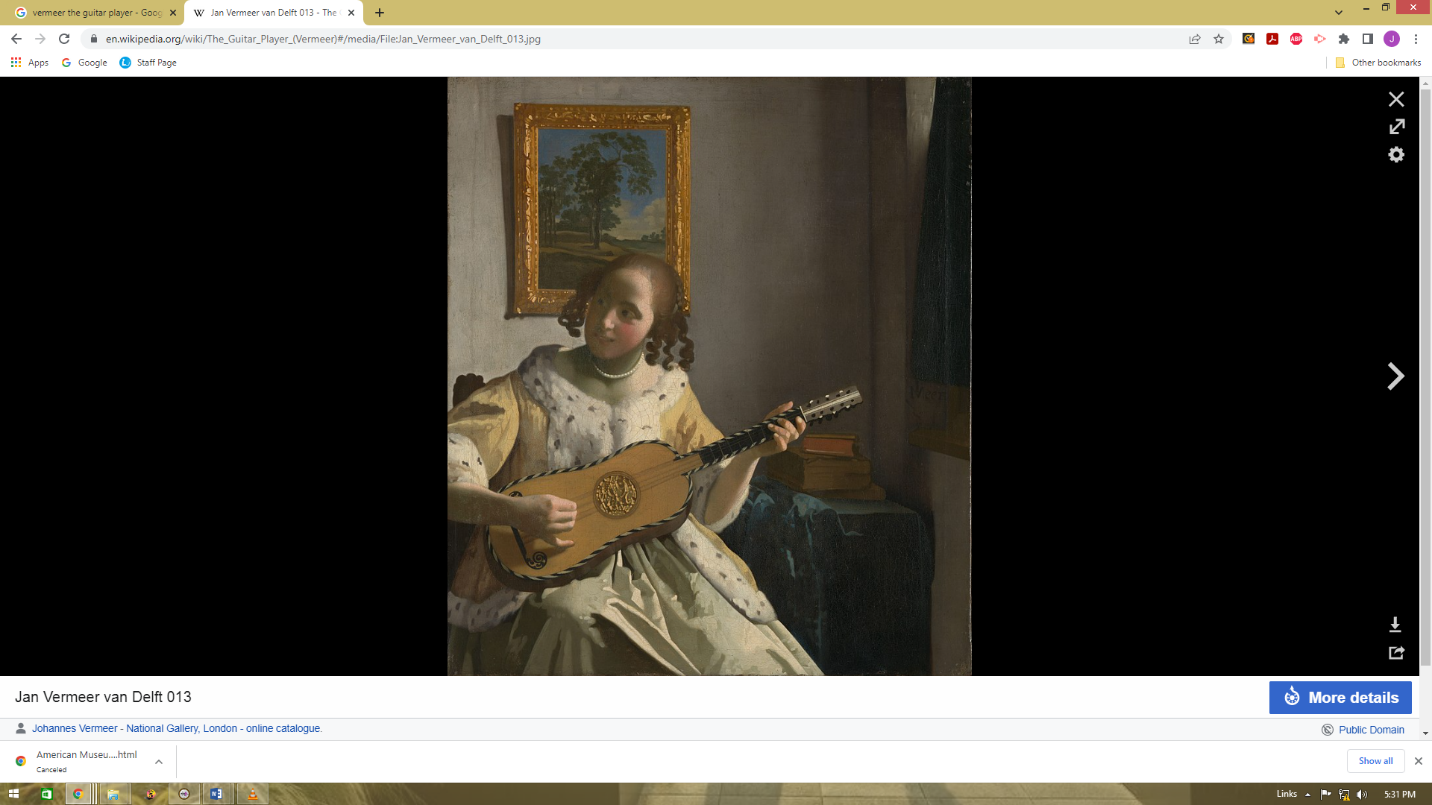 vermeer the guitar player - Goog
Jan Vermeer van Delft 013 - The
en.wikipedia.org/wiki/The_Guitar_Player_(Vermeer)#/media/File:Jan_Vermeer_van_Delft_013.jpg
ABP
J
Apps
Google
Staff Page
Other bookmarks
Jan Vermeer van Delft 013
More details
Johannes Vermeer - National Gallery, London - online catalogue.
Public Domain
American Museu....html
Canceled
Show all
Links
5:31 PM